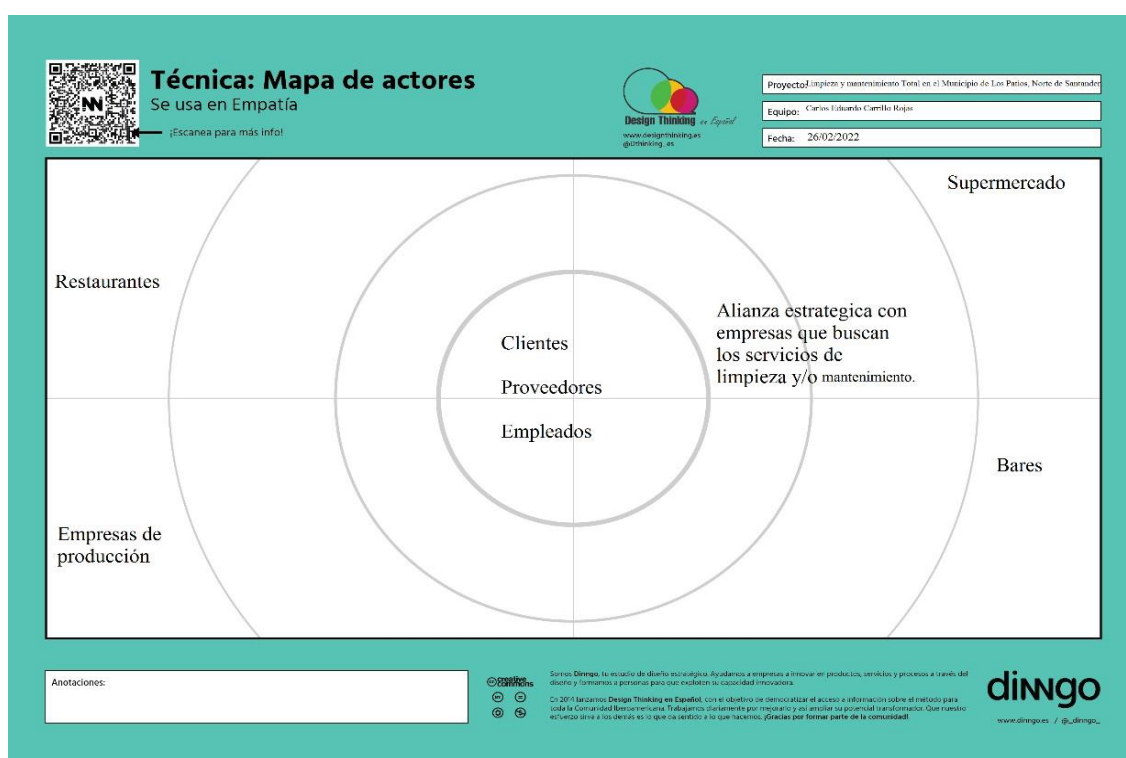 Técnica: Mapa de actores
Se usa en Empatía
¡Escanea para más info!
Design Thinking en Español
www.designthinking.es
@Dthinking_es
Proyecto: Limpieza y mantenimiento Total en el Municipio de Los Patios, Norte de Santander
Equipo: Carlos Eduardo Carrillo Rojas
Fecha: 26/02/2022
Supermercado
Restaurantes
Alianza estrategica con
empresas que buscan
los servicios de
limpieza y/o mantenimiento.
Clientes
Proveedores
Empleados
Bares
Empresas de
producción
Anotaciones:
creative
commons
Somos Dinngo, tu estudio de diseño estratégico. Ayudamos a empresas a innovar en productos, servicios y procesos a través del
diseño y formamos a personas para que exploten su capacidad innovadora.
En 2014 lanzamos Design Thinking en Español, con el objetivo de democratizar el acceso a información sobre el método para
toda la Comunidad Iberoamericana. Trabajamos diariamente por mejorarlo y así ampliar su potencial transformador. Que nuestro
esfuerzo sirva a los demás es lo que da sentido a lo que hacemos. ¡Gracias por formar parte de la comunidad!
dinngo
www.dinngo.es / @_dinngo_